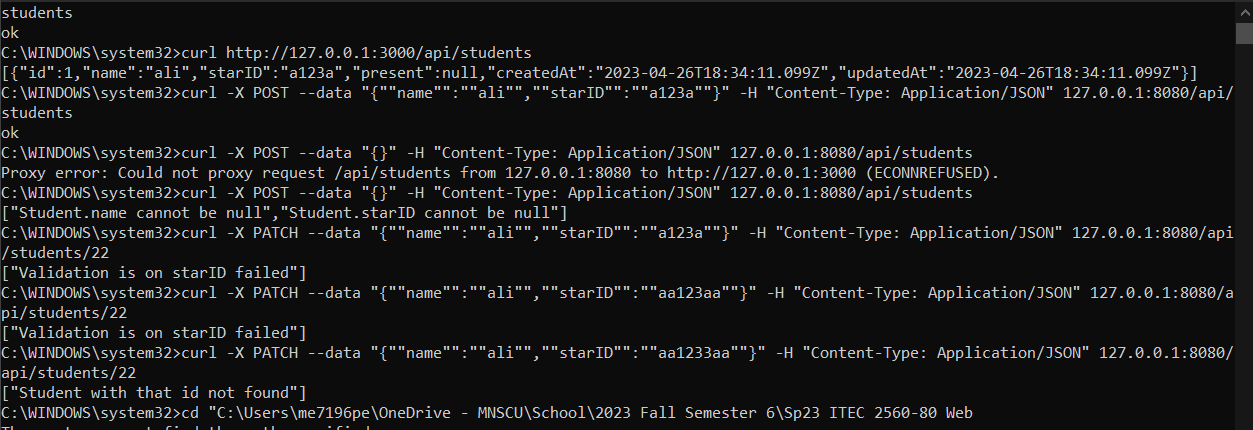 students
ok
C:\WINDOWS\system32>curl http://127.0.0.1:3000/api/students
[{"id":1,"name":"ali","starID":"a123a","present":null,"createdAt":"2023-04-26T18:34:11.099Z","updatedAt":"2023-04-26T18:34:11.099Z"}]
C:\WINDOWS\system32>curl -X POST --data "{""name"":""ali"",""starID"":""a123a""}" -H "Content-Type: Application/JSON" 127.0.0.1:8080/api/
students
ok
C:\WINDOWS\system32>curl -X POST --data "{}" -H "Content-Type: Application/JSON" 127.0.0.1:8080/api/students
Proxy error: Could not proxy request /api/students from 127.0.0.1:8080 to http://127.0.0.1:3000 (ECONNREFUSED).
C:\WINDOWS\system32>curl -X POST --data "{}" -H "Content-Type: Application/JSON" 127.0.0.1:8080/api/students
["Student.name cannot be null","Student.starID cannot be null"]
C:\WINDOWS\system32>curl -X PATCH --data "{""name"":""ali"",""starID"":""a123a""}" -H "Content-Type: Application/JSON" 127.0.0.1:8080/api
/students/22
["Validation is on starID failed"]
C:\WINDOWS\system32>curl -X PATCH --data "{""name"":""ali"",""starID"":""aa123aa""}" -H "Content-Type: Application/JSON" 127.0.0.1:8080/a
pi/students/22
["Validation is on starID failed"]
C:\WINDOWS\system32>curl -X PATCH --data "{""name"":""ali"",""starID"":""aa1233aa""}" -H "Content-Type: Application/JSON" 127.0.0.1:8080/
api/students/22
["Student with that id not found"]
C:\WINDOWS\system32>cd "C:\Users\me7196pe\OneDrive - MNSCU\School\2023 Fall Semester 6\Sp23 ITEC 2560-80 Web